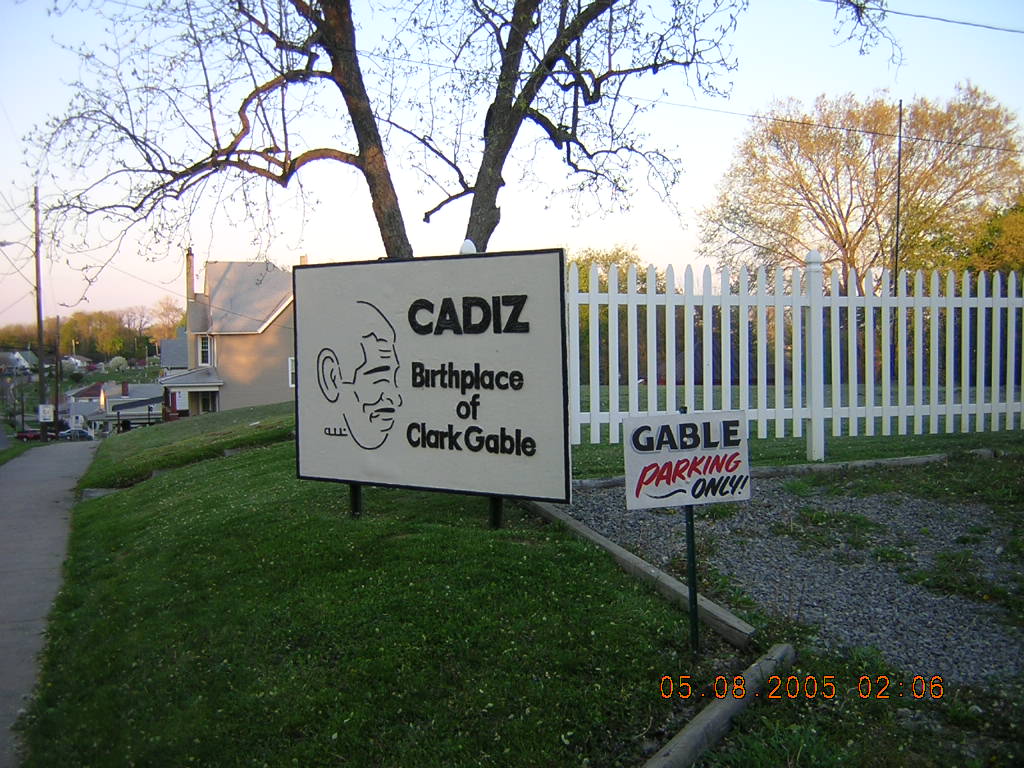 CADIZ
Birthplace
of
Clark Gable
GABLE
PARKING
ONLY!
05.08.2005 02:06